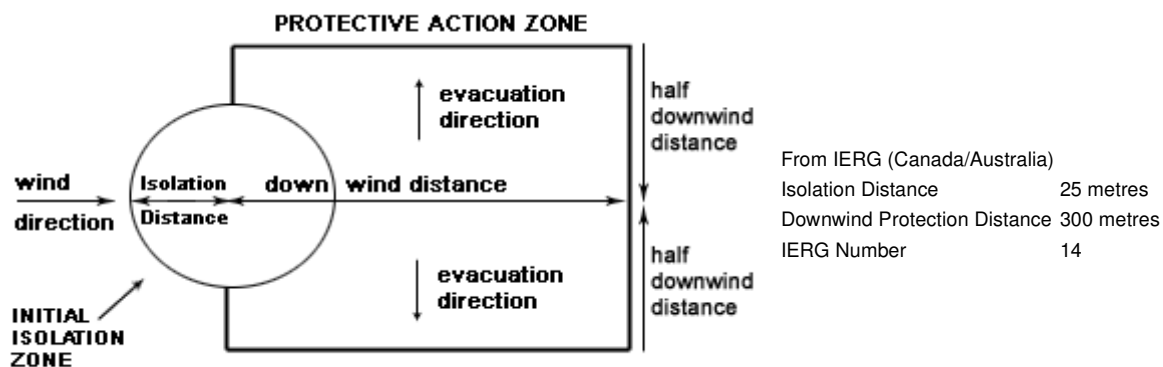 PROTECTIVE ACTION ZONE
evacuation
direction
half
downwind
distance
wind
direction
Isolation
Distance
down wind distance
evacuation
direction
half
downwind
distance
INITIAL
ISOLATION
ZONE
From IERG (Canada/Australia)
Isolation Distance 25 metres
Downwind Protection Distance 300 metres
IERG Number 14